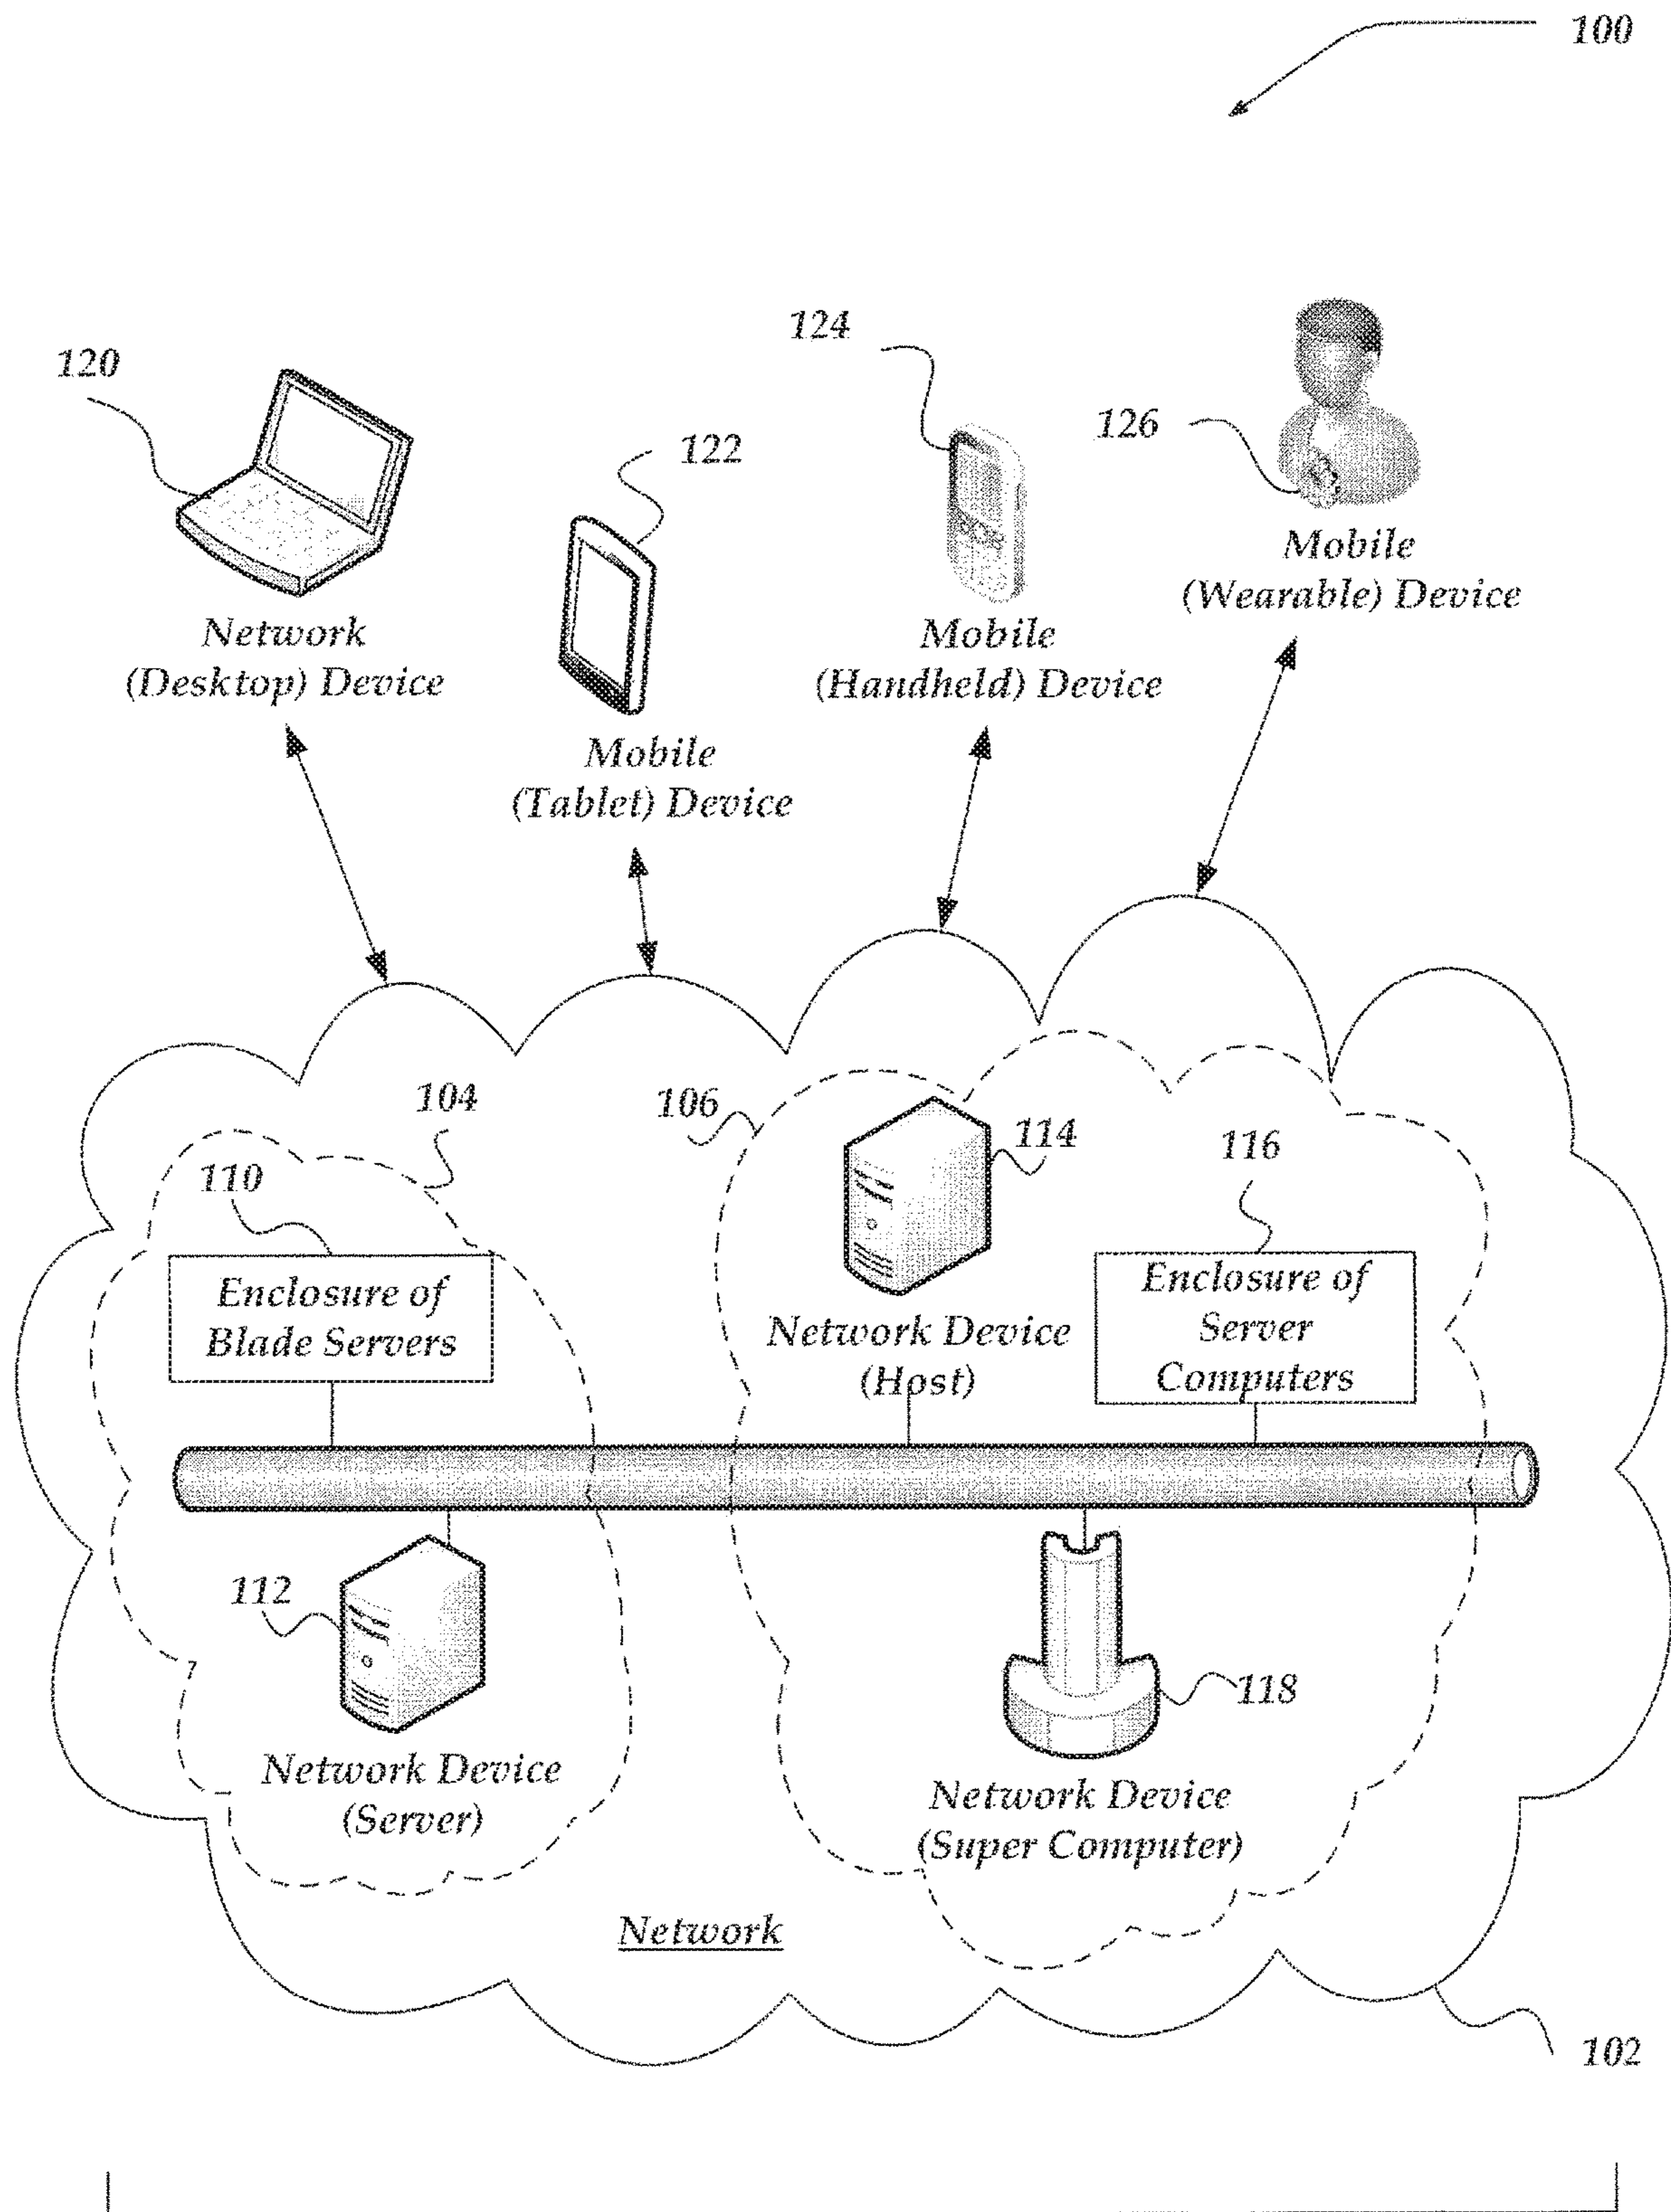 100
124
120
126
122
Mobile
(Wearable) Device
Network
(Desktop) Device
Mobile
(Handheld) Device
Mobile
(Tablet) Device
104
106
114
116
110
Enclosure of
Blade Servers
Network Device
(Host)
Enclosure of
Server
Computers
112
118
Network Device
(Server)
Network Device
(Super Computer)
Network
102